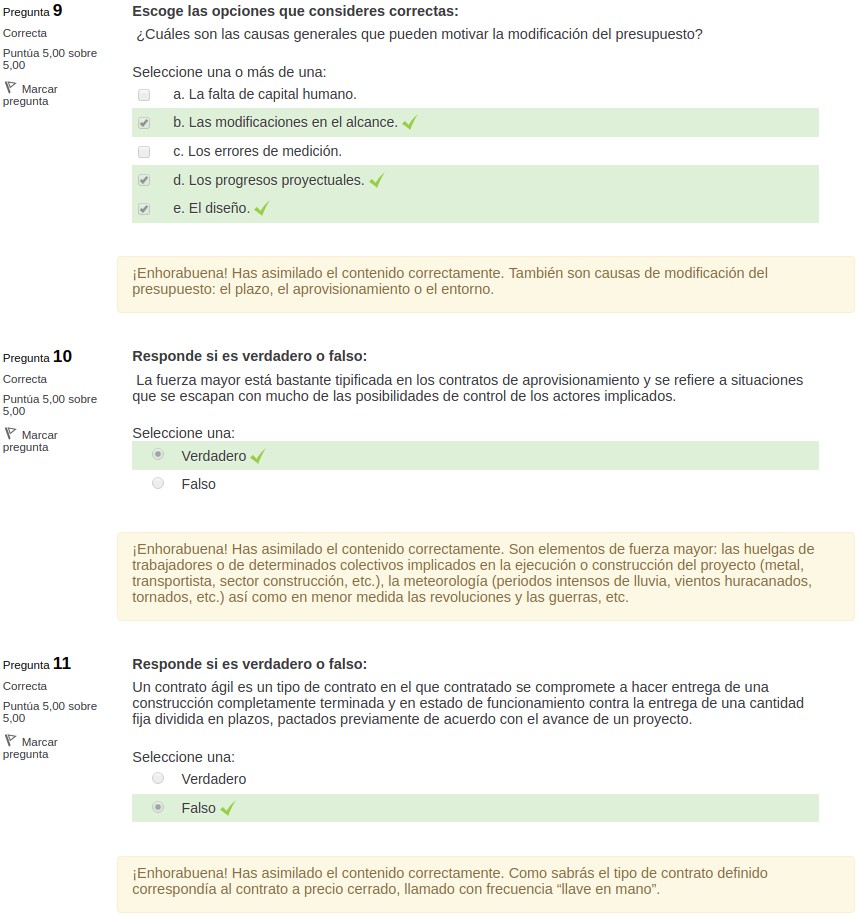 Pregunta 9
Correcta
Puntúa 5,00 sobre
5,00
Marcar
pregunta
Escoge las opciones que consideres correctas:
¿Cuáles son las causas generales que pueden motivar la modificación del presupuesto?
Seleccione una o más de una:
a. La falta de capital humano.
b. Las modificaciones en el alcance.
c. Los errores de medición.
d. Los progresos proyectuales.
e. El diseño.
¡Enhorabuena! Has asimilado el contenido correctamente. También son causas de modificación del
presupuesto: el plazo, el aprovisionamiento o el entorno.
Pregunta 10
Correcta
Puntúa 5,00 sobre
5,00
Marcar
pregunta
Responde si es verdadero o falso:
La fuerza mayor está bastante tipificada en los contratos de aprovisionamiento y se refiere a situaciones
que se escapan con mucho de las posibilidades de control de los actores implicados.
Seleccione una:
Verdadero
Falso
¡Enhorabuena! Has asimilado el contenido correctamente. Son elementos de fuerza mayor: las huelgas de
trabajadores o de determinados colectivos implicados en la ejecución o construcción del proyecto (metal,
transportista, sector construcción, etc.), la meteorología (periodos intensos de lluvia, vientos huracanados,
tornados, etc.) así como en menor medida las revoluciones y las guerras, etc.
Pregunta 11
Correcta
Puntúa 5,00 sobre
5,00
Marcar
pregunta
Responde si es verdadero o falso:
Un contrato ágil es un tipo de contrato en el que contratado se compromete a hacer entrega de una
construcción completamente terminada y en estado de funcionamiento contra la entrega de una cantidad
fija dividida en plazos, pactados previamente de acuerdo con el avance de un proyecto.
Seleccione una:
Verdadero
Falso
¡Enhorabuena! Has asimilado el contenido correctamente. Como sabrás el tipo de contrato definido
correspondía al contrato a precio cerrado, llamado con frecuencia “llave en mano”.